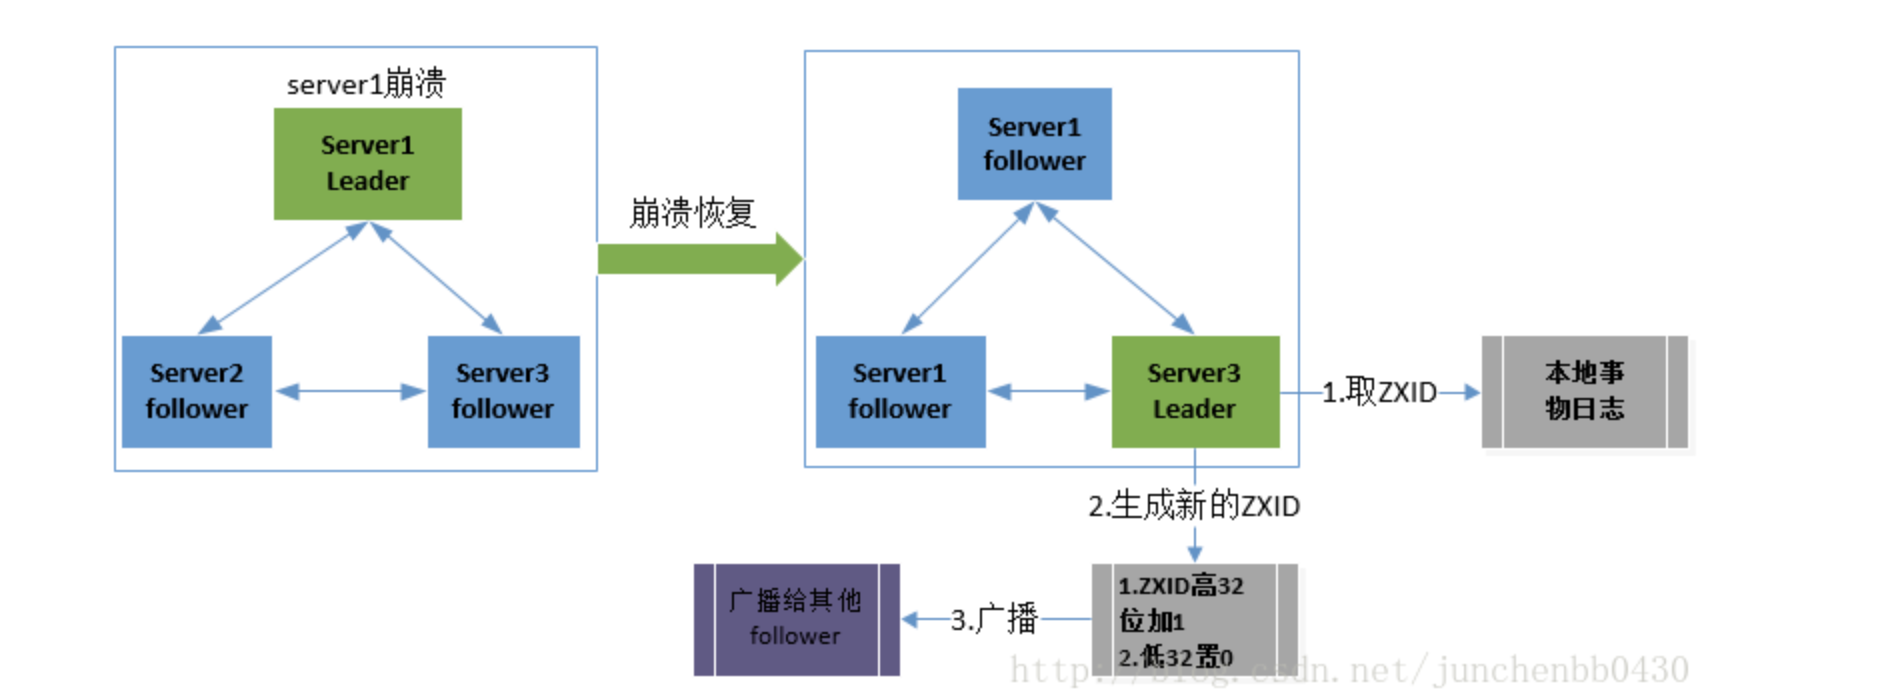 server1崩溃
Server1
Leader
Server2
follower
Server3
follower
崩溃恢复
Server1
follower
Server1
follower
Server3
Leader
1.取ZXID
本地事
物日志
2.生成新的ZXID
1.ZXID高32
位加1
2.低32置0
3.广播
广播给其他
follower
http://blog.csdn.net/junchenbb0430